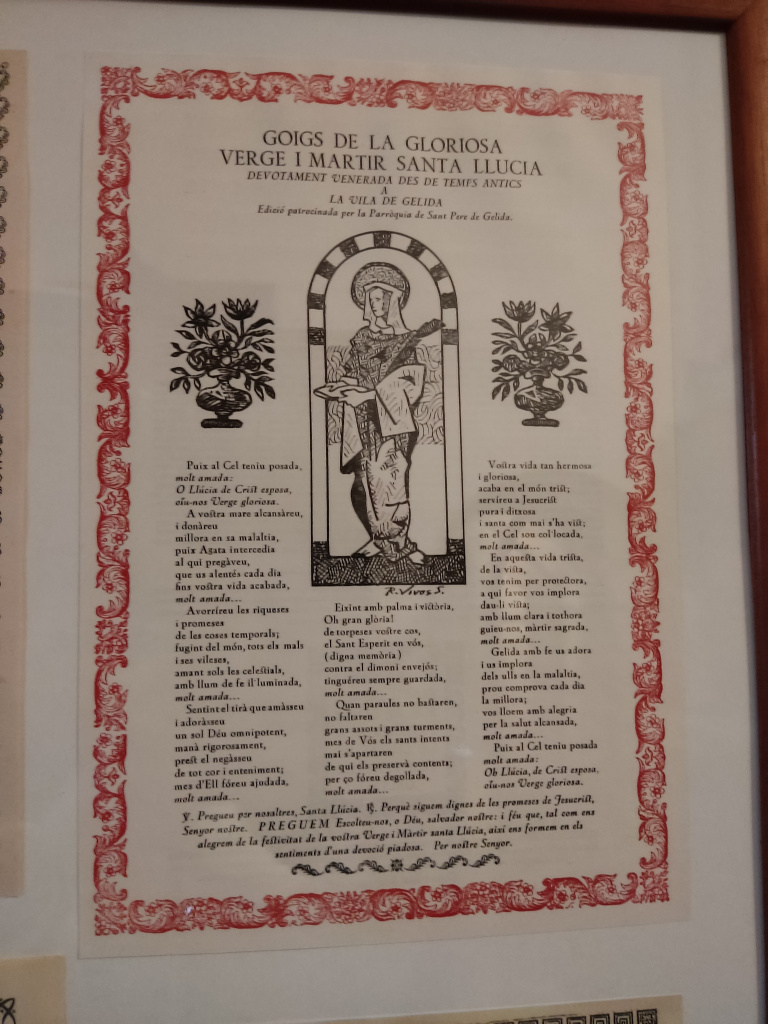 GOIGS DE LA GLORIOSA
VERGE I MARTIR SANTA LLUCIA
DEVOTAMENT VENERADA DES DE TEMPS ANTICS
A
LA VILA DE GELIDA
Edició patrocinada per la Parròquia de Sant Pere de Gelida.
R. Vives S.
Puix al Cel teniu posada,
molt amada:
O Llúcia de Crist esposa,
oïu-nos Verge gloriosa.
A vostra mare alcansàreu,
i donàreu
millora en sa malaltia,
puix Agata intercedia
al qui pregàveu,
que us alentés cada dia
fins vostra vida acabada,
molt amada...
Avorríreu les riqueses
i promeses
de les coses temporals;
fugint del món, tots els mals
i ses vileses,
amant sols les celestials,
amb llum de fe il·luminada,
molt amada...
Sentint el tirà que amàsseu
i adoràsseu
un sol Déu omnipotent,
manà rigorosament,
prest el negàsseu
de tot cor i enteniment;
mes d'Ell fóreu ajudada,
molt amada...
Eixint amb palma i victòria,
Oh gran glòria!
de torpeses vostre cos,
el Sant Esperit en vós,
(digna memòria)
contra el dimoni envejós;
tinguéreu sempre guardada,
molt amada...
Quan paraules no bastaren,
no faltaren
grans assots i grans turments,
mes de Vós els sants intents
mai s'apartaren
de qui els preservà contents;
per ço fóreu degollada,
molt amada...
Vostra vida tan hermosa
i gloriosa,
acaba en el món trist;
servíreu a Jesucrist
pura i ditxosa
i santa com mai s'ha vist;
en el Cel sou col·locada,
molt amada...
En aquesta vida trista,
de la vista,
vos tenim per protectora,
a qui favor vos implora
dau-li vista;
amb llum clara i tothora
guieu-nos, màrtir sagrada,
molt amada...
Gelida amb fe us adora
i us implora
dels ulls en la malaltia,
prou comprova cada dia
la millora;
vos lloem amb alegria
per la salut alcansada,
molt amada...
Puix al Cel teniu posada
molt amada:
Oh Llúcia, de Crist esposa,
oïu-nos Verge gloriosa.
℣. Pregueu per nosaltres, Santa Llúcia. ℟. Perquè siguem dignes de les promeses de Jesucrist,
Senyor nostre. PREGUEM Escolteu-nos, o Déu, salvador nostre: i féu que, tal com ens
alegrem de la festivitat de la vostra Verge i Màrtir santa Llúcia, així ens formem en els
sentiments d'una devoció piadosa. Per nostre Senyor.